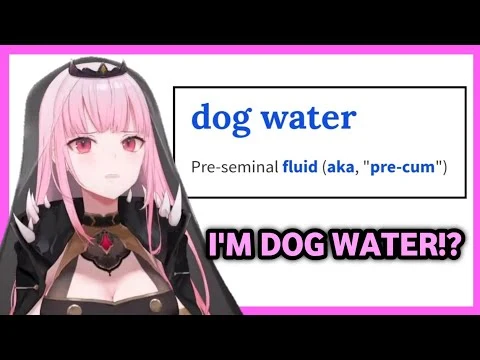 dog water
Pre-seminal fluid (aka, "pre-cum")
I'M DOG WATER!?